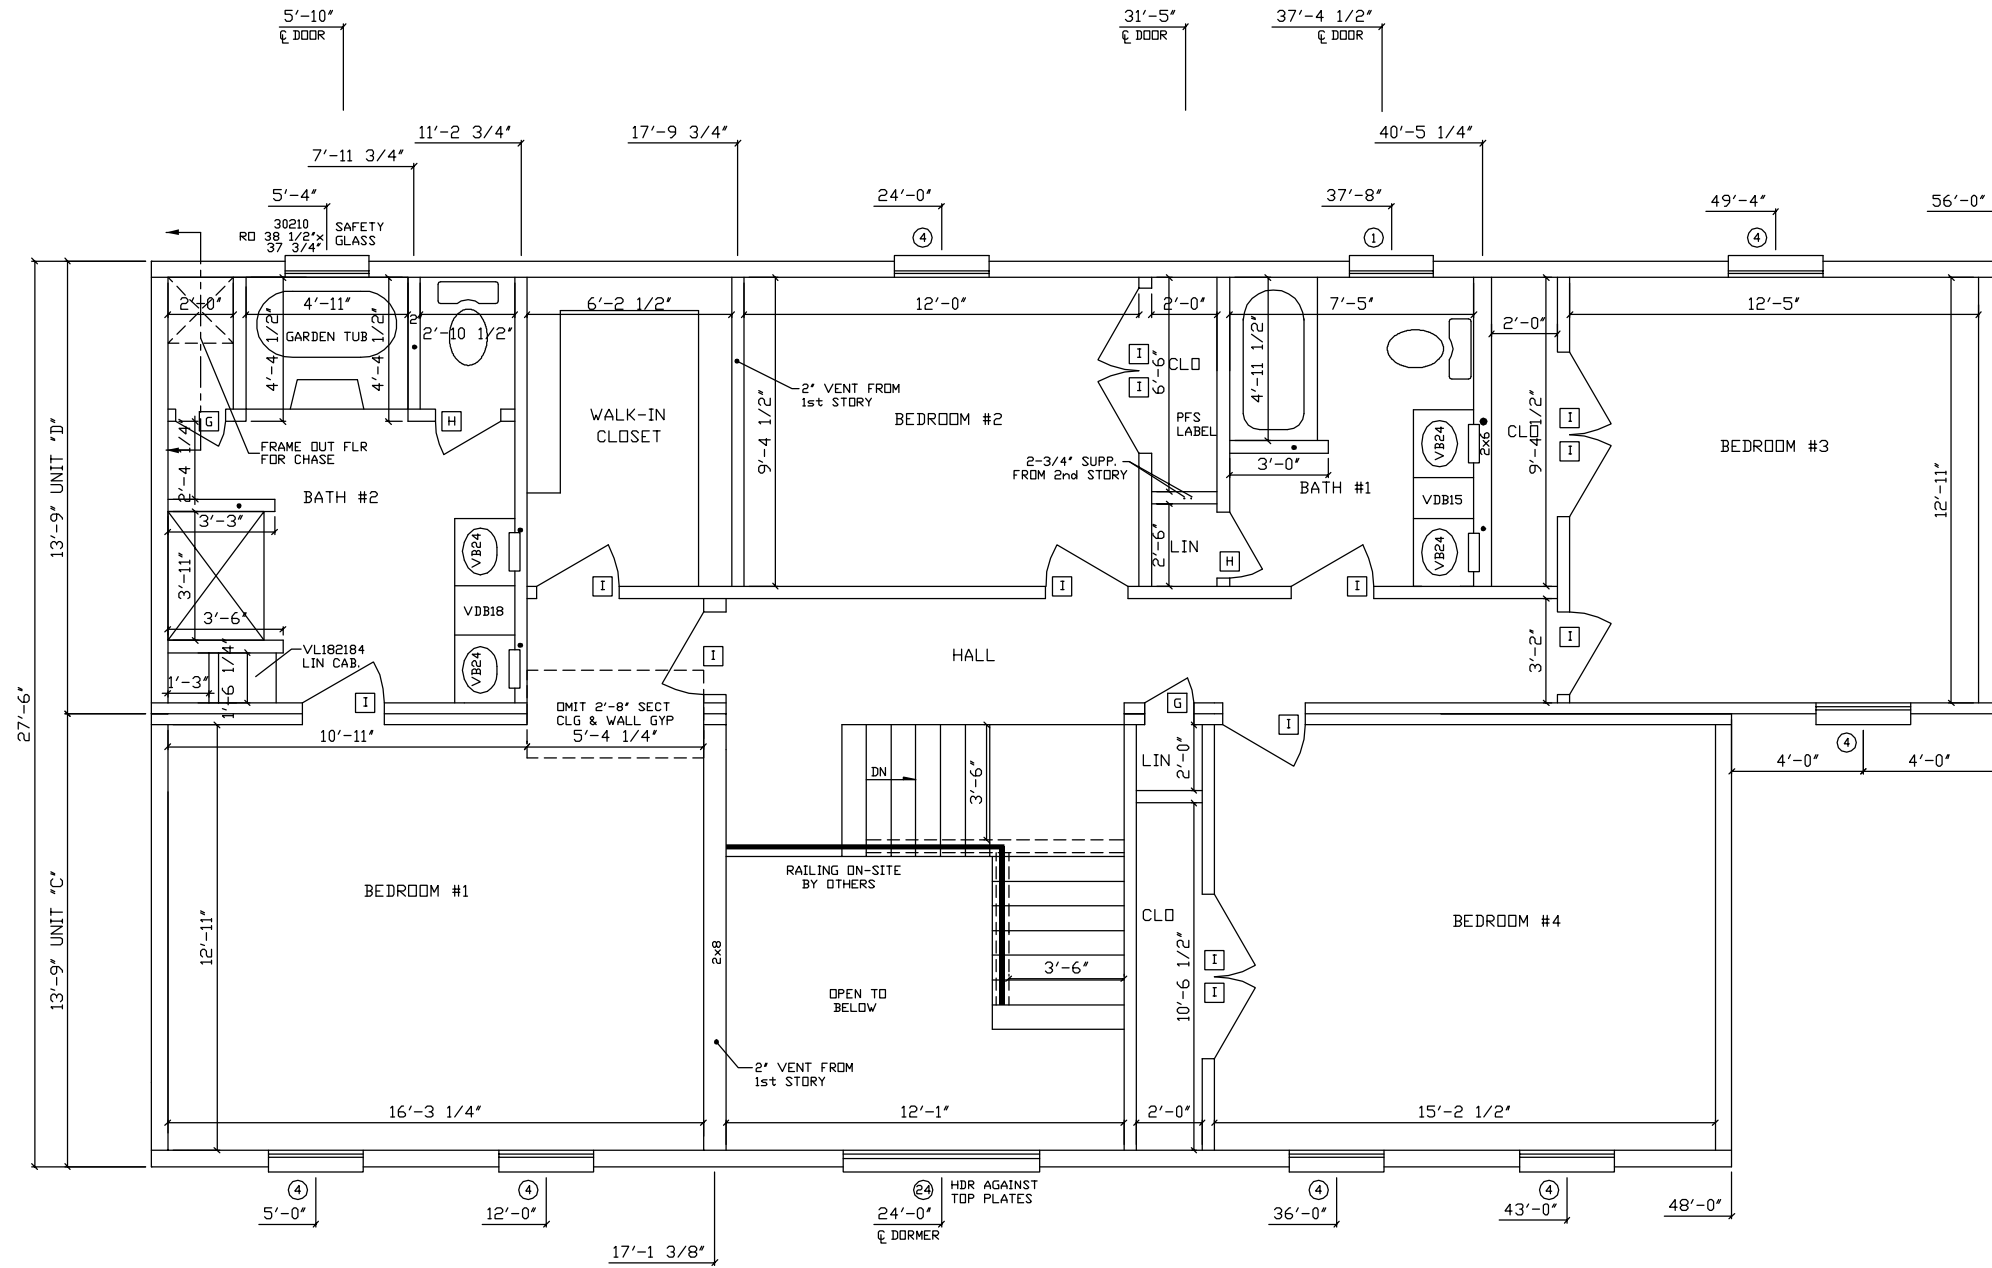 5'-10"
℄ DOOR
31'-5"
℄ DOOR
37'-4 1/2"
℄ DOOR
11'-2 3/4"
17'-9 3/4"
40'-5 1/4"
7'-11 3/4"
5'-4"
24'-0"
37'-8"
49'-4"
56'-0"
30210
RO 38 1/2"x
37 3/4"
SAFETY
GLASS
4
1
4
2'-0"
4'-11"
2"
2'-10 1/2"
6'-2 1/2"
12'-0"
2'-0"
7'-5"
2'-0"
12'-5"
GARDEN TUB
4'-4 1/2"
4'-4 1/2"
9'-4 1/2"
6'-6"
4'-11 1/2"
9'-4 1/2"
12'-11"
2" VENT FROM
1st STORY
WALK-IN
CLOSET
BEDROOM #2
I
I
CLO
PFS
LABEL
2-3/4" SUPP.
FROM 2nd STORY
3'-0"
BATH #1
VB24
VDB15
VB24
2x6
CLO
I
I
BEDROOM #3
G
H
FRAME OUT FLR
FOR CHASE
2'-4 1/4"
BATH #2
3'-3"
3'-11"
3'-6"
VB24
VDB18
VB24
I
I
2'-6"
LIN
H
I
I
3'-2"
VL182184
LIN CAB.
1'-3"
1'-6 1/4"
I
I
HALL
G
I
13'-9" UNIT "D"
27'-6"
13'-9" UNIT "C"
OMIT 2'-8" SECT
CLG & WALL GYP
10'-11"
5'-4 1/4"
DN
3'-6"
LIN
2'-0"
4
4'-0"
4'-0"
RAILING ON-SITE
BY OTHERS
BEDROOM #1
12'-11"
2x8
3'-6"
OPEN TO
BELOW
CLO
10'-6 1/2"
I
I
BEDROOM #4
2" VENT FROM
1st STORY
16'-3 1/4"
12'-1"
2'-0"
15'-2 1/2"
4
4
24
HDR AGAINST
TOP PLATES
4
4
5'-0"
12'-0"
24'-0"
℄ DORMER
36'-0"
43'-0"
48'-0"
17'-1 3/8"